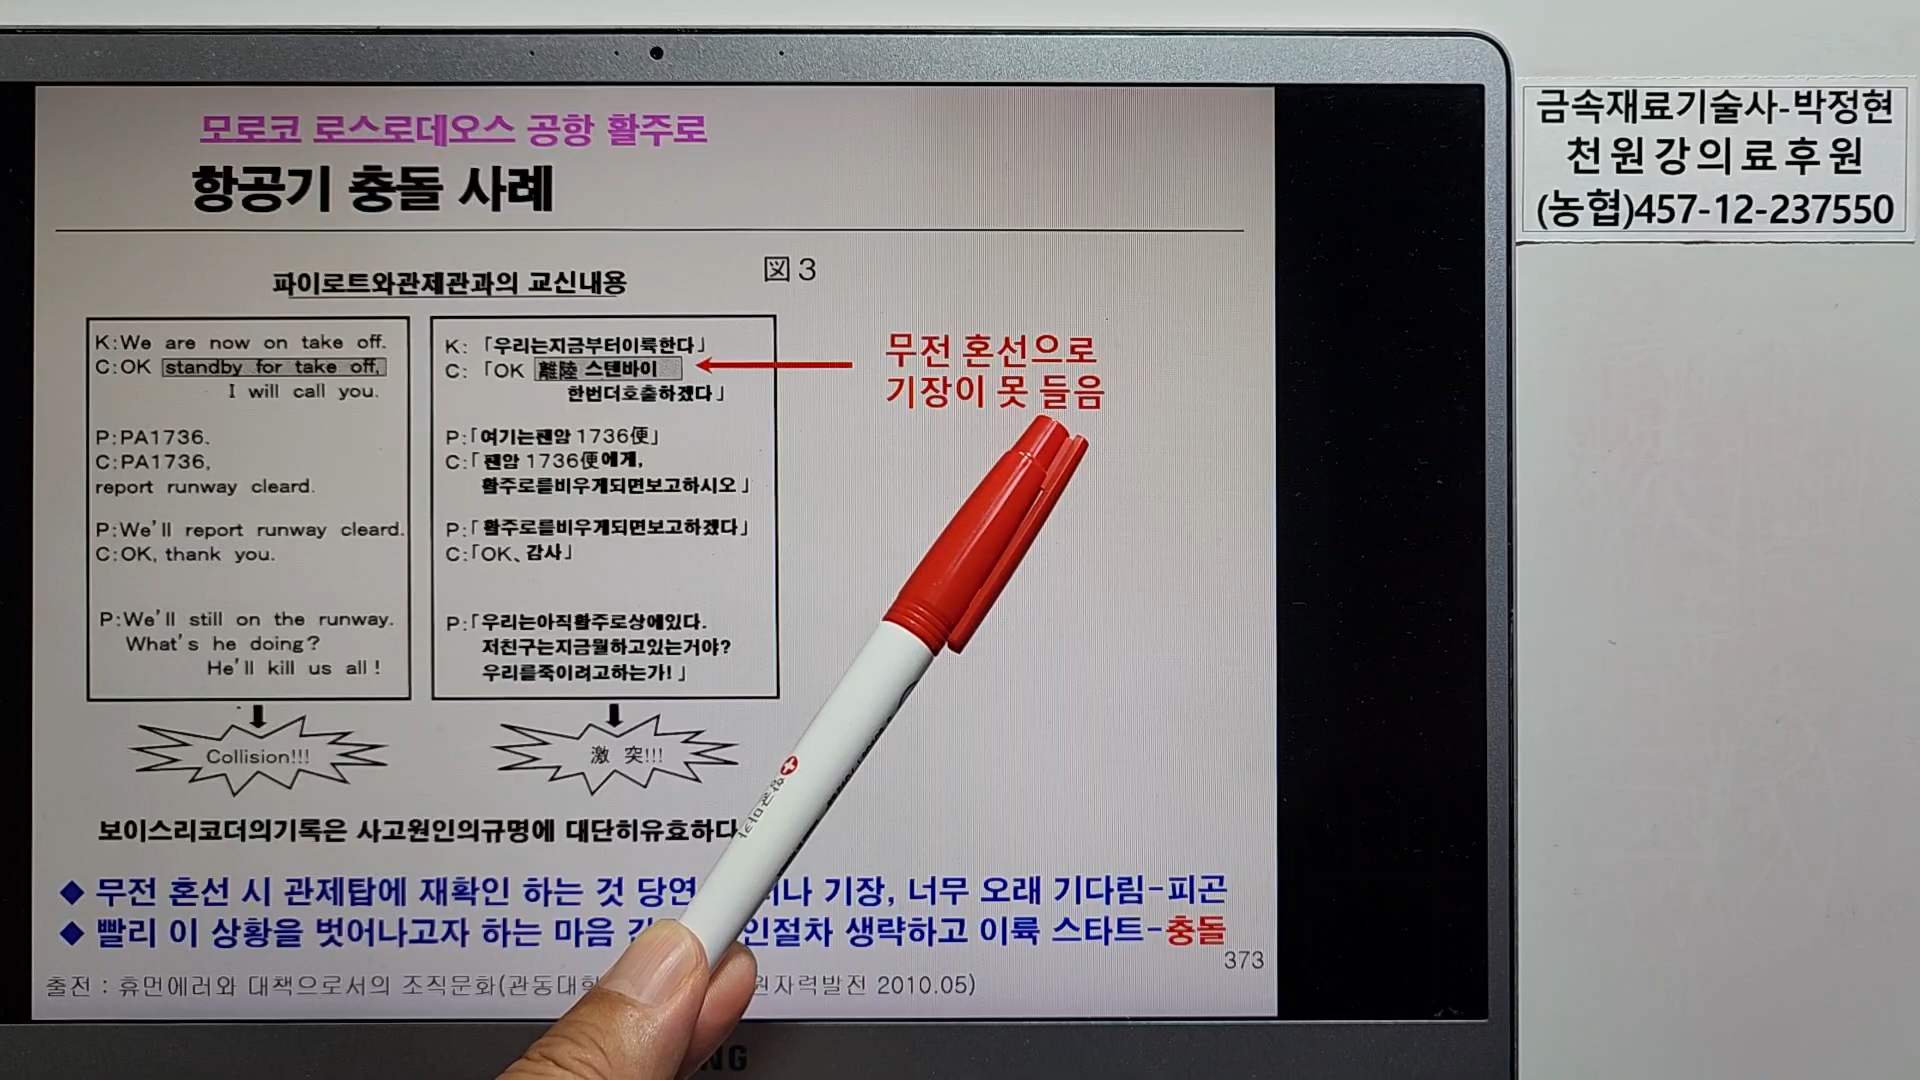 모로코 로스로데오스 공항 활주로
항공기 충돌 사례
図3
파이로트와관제관과의 교신내용
K:We are now on take off.
C:OK standby for take off,
I will call you.
P:PA1736.
C:PA1736,
report runway cleard.
P:We'll report runway cleard.
C:OK, thank you.
P:We'll still on the runway.
What's he doing?
He'll kill us all!
Collision!!!
K:「우리는지금부터이륙한다」
C:「OK 離陸 스텐바이
한번더호출하겠다」
P:「여기는팬암 1736便」
C:「팬암 1736便에게,
활주로를비우게되면보고하시오」
P:「활주로를비우게되면보고하겠다」
C:「OK、감사」
P:「우리는아직활주로상에있다.
저친구는지금뭘하고있는거야?
우리를죽이려고하는가!」
激 突!!!
무전 혼선으로
기장이 못 들음
보이스리코더의기록은 사고원인의규명에 대단히유효하다
◆ 무전 혼선 시 관제탑에 재확인 하는 것 당연 기장, 너무 오래 기다림-피곤
◆ 빨리 이 상황을 벗어나고자 하는 마음 인절차 생략하고 이륙 스타트-충돌
373
출전 : 휴먼에러와 대책으로서의 조직문화(관동대학 원자력발전 2010.05)
금속재료기술사-박정현
천원강의료후원
(농협)457-12-237550